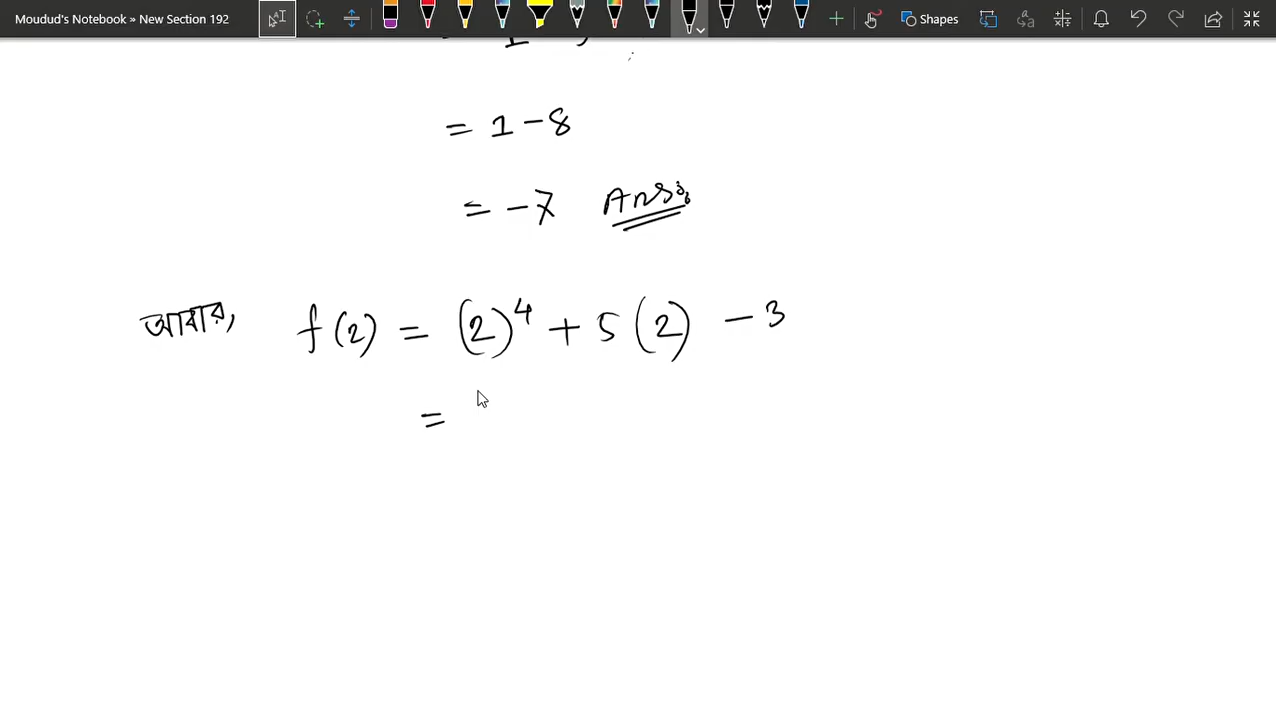 Moudud's Notebook » New Section 192
Shapes
= 1 - 8
= -7 Ans:
আবার, f(2) = (2)⁴ + 5(2) - 3
=